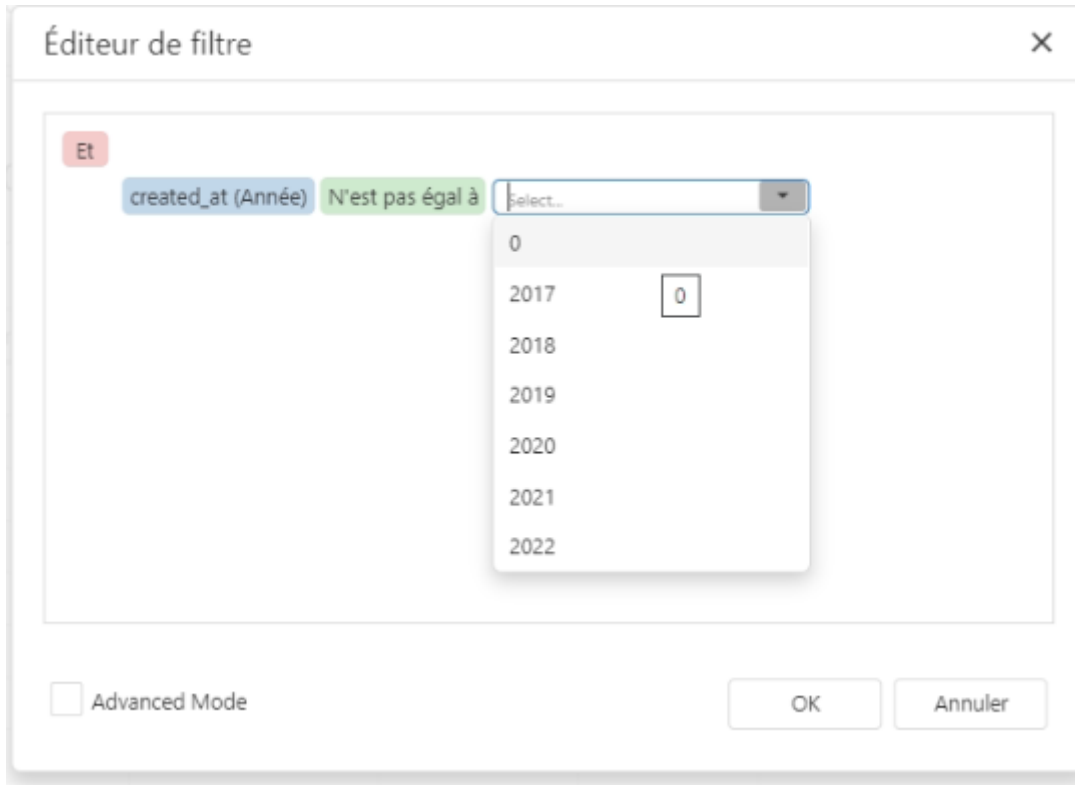 Éditeur de filtre
Et
created_at (Année) N'est pas égal à Select...
0
2017 0
2018
2019
2020
2021
2022
Advanced Mode OK Annuler